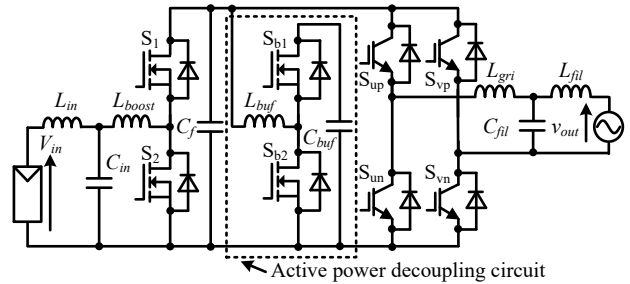 S1
Sb1
Sup
Svp
Lgri
Lfil
Lin
Lboost
Lbuf
Cf
Cbuf
Cfil
vout
Vin
Cin
S2
Sb2
Sun
Svn
Active power decoupling circuit